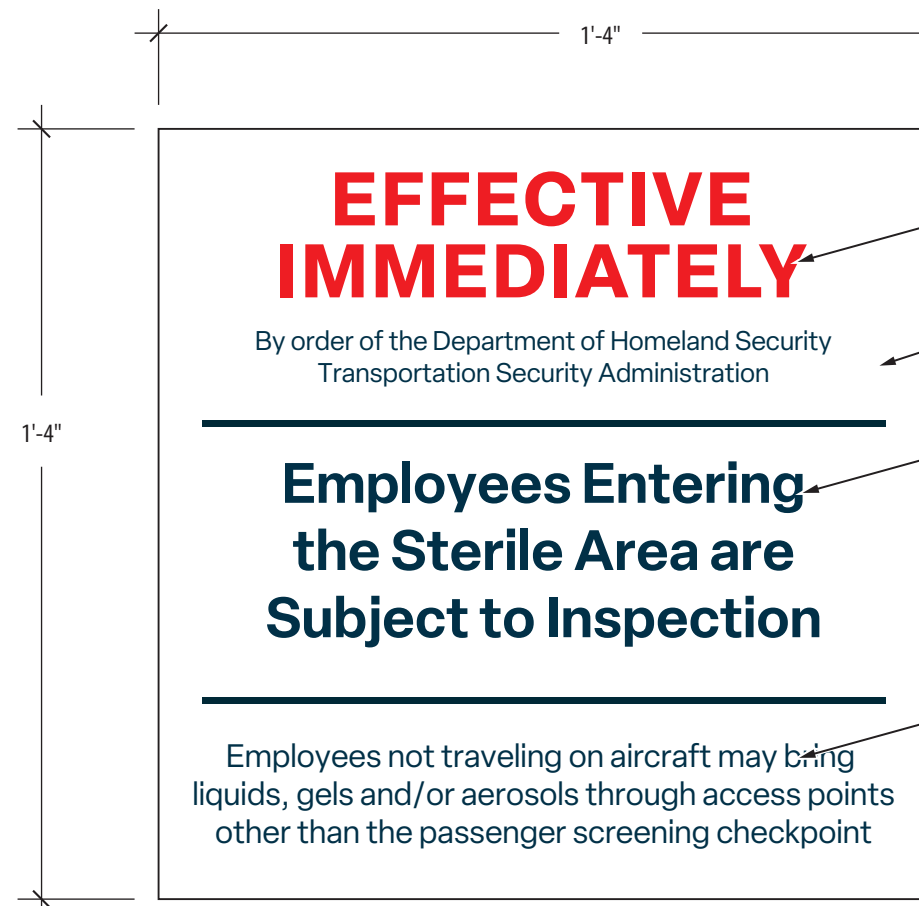 1'-4"
EFFECTIVE
IMMEDIATELY
By order of the Department of Homeland Security
Transportation Security Administration
1'-4"
Employees Entering
the Sterile Area are
Subject to Inspection
Employees not traveling on aircraft may bring
liquids, gels and/or aerosols through access points
other than the passenger screening checkpoint